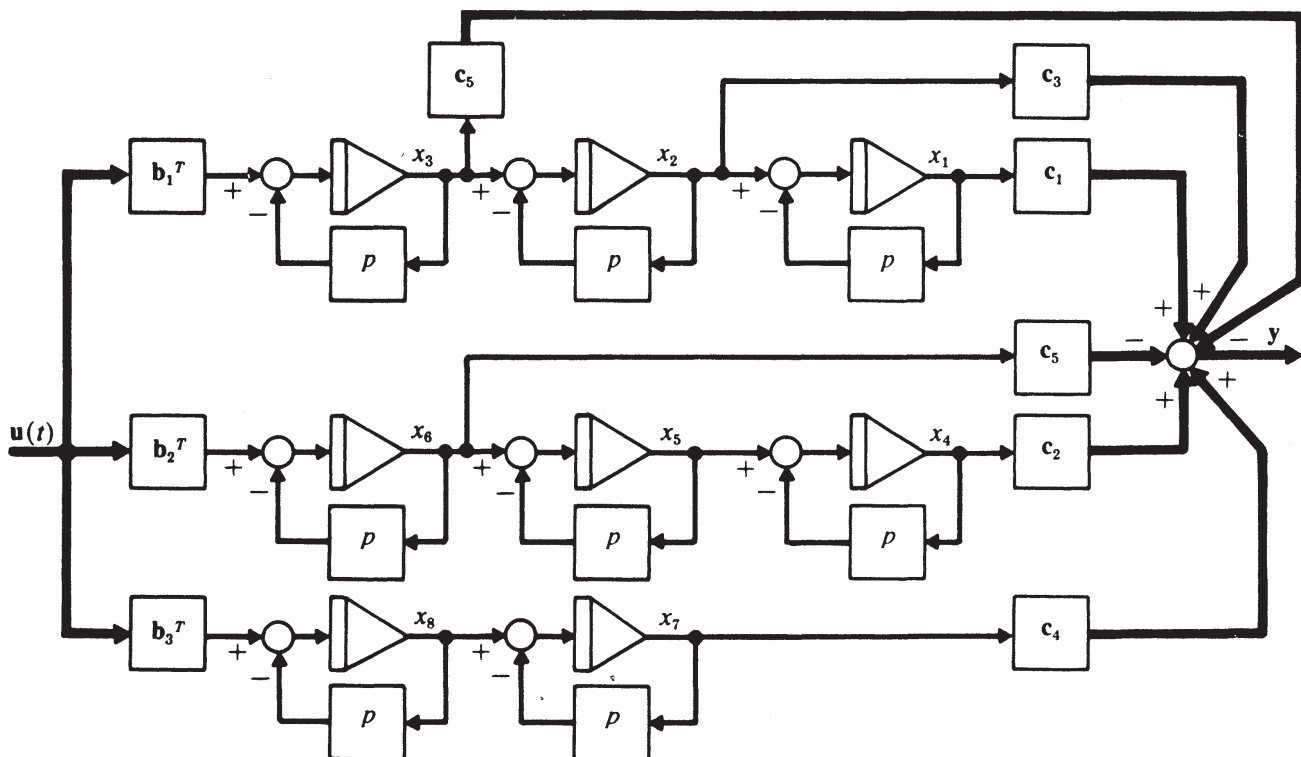 c₅
c₃
b₁ᵀ
x₃
x₂
x₁
c₁
+
−
+
−
+
−
p
p
p
+
+
−
−
+
+
y
c₅
u(t)
b₂ᵀ
x₆
x₅
x₄
c₂
+
−
+
−
+
−
p
p
p
b₃ᵀ
x₈
x₇
c₄
+
−
+
−
p
p